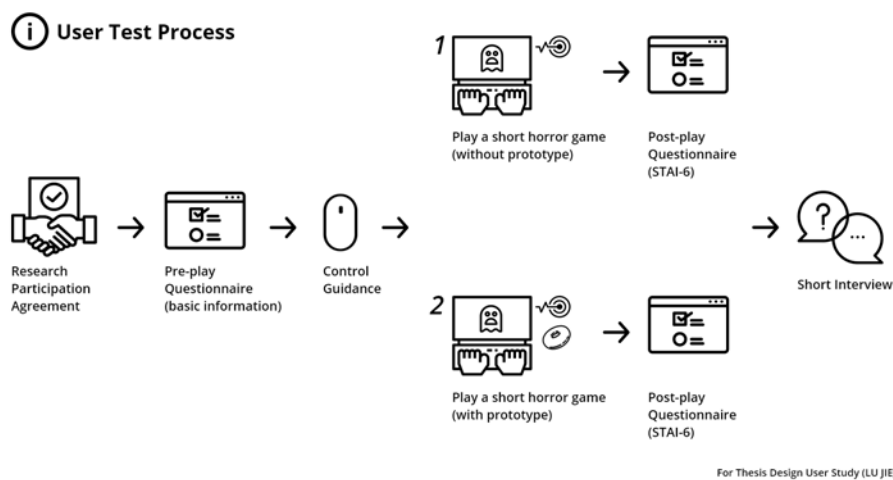 User Test Process
Research
Participation
Agreement
Pre-play
Questionnaire
(basic information)
Control
Guidance
1
Play a short horror game
(without prototype)
Post-play
Questionnaire
(STAI-6)
2
Play a short horror game
(with prototype)
Post-play
Questionnaire
(STAI-6)
Short Interview
For Thesis Design User Study (LU JIE